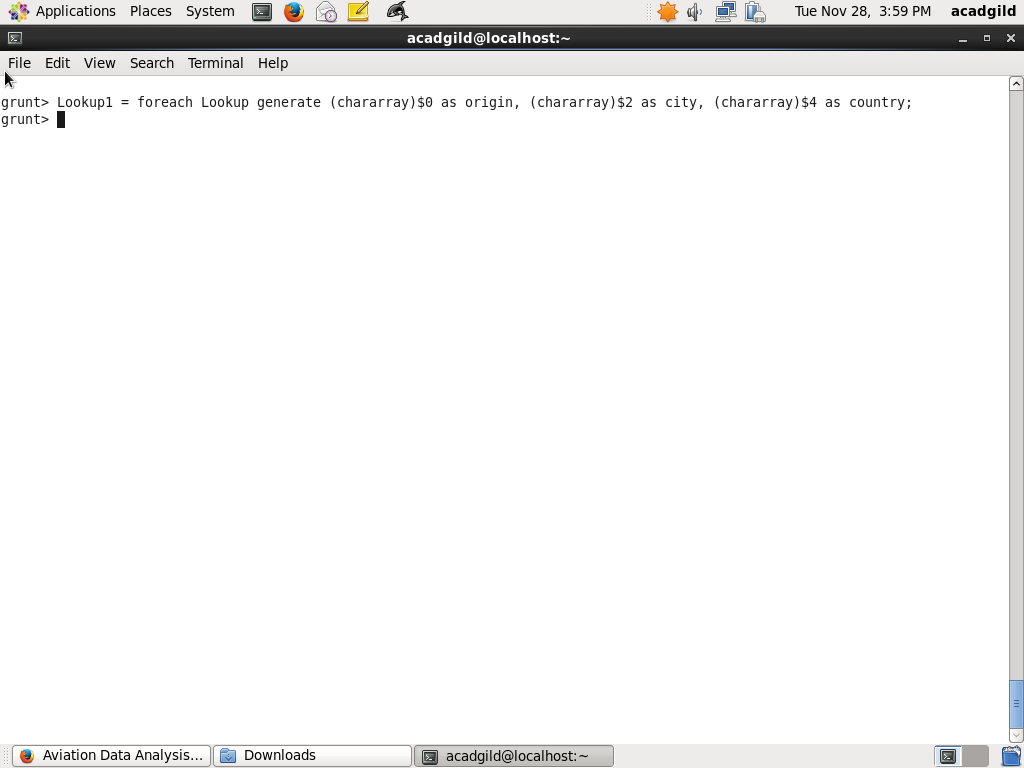 Applications Places System Tue Nov 28, 3:59 PM acadgild
acadgild@localhost:~
File Edit View Search Terminal Help
grunt> Lookup1 = foreach Lookup generate (chararray)$0 as origin, (chararray)$2 as city, (chararray)$4 as country;
grunt>
Aviation Data Analysis... Downloads acadgild@localhost:~